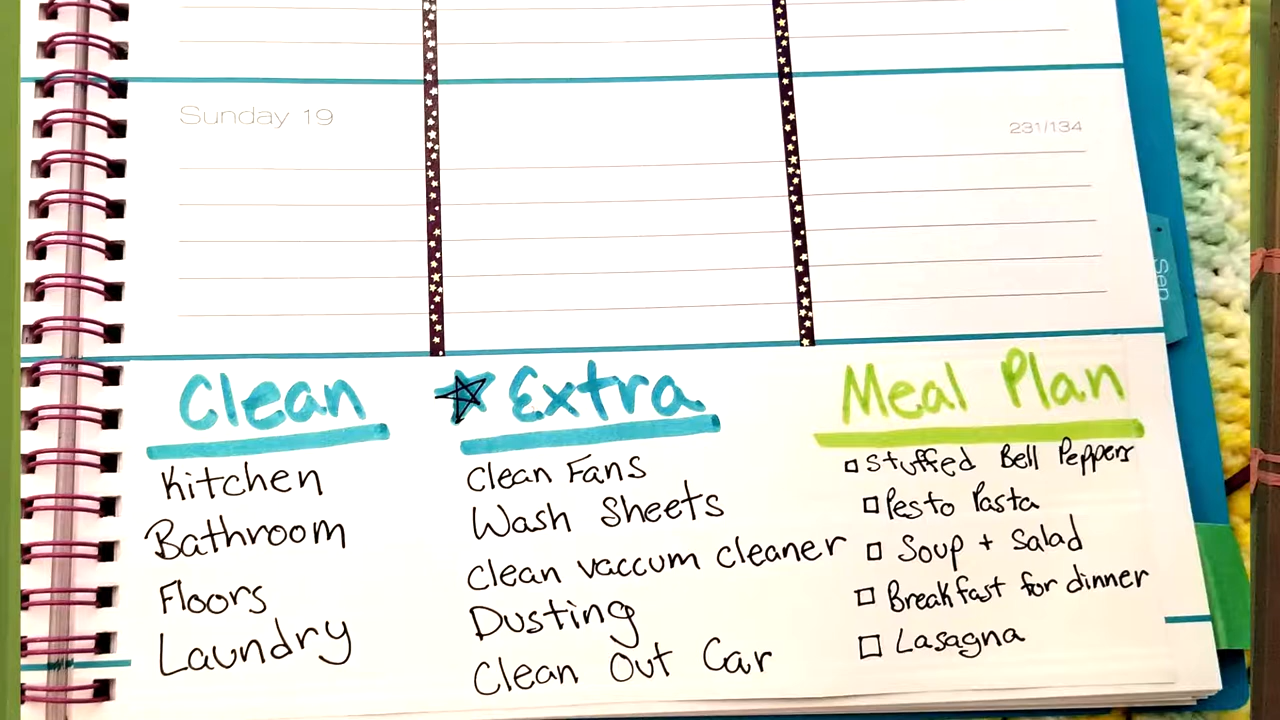 Sunday 19
231/134
Sep
Clean
Kitchen
Bathroom
Floors
Laundry
Extra
Clean Fans
Wash Sheets
Clean vaccum cleaner
Dusting
Clean Out Car
Meal Plan
Stuffed Bell Peppers
Pesto Pasta
Soup + Salad
Breakfast for dinner
Lasagna